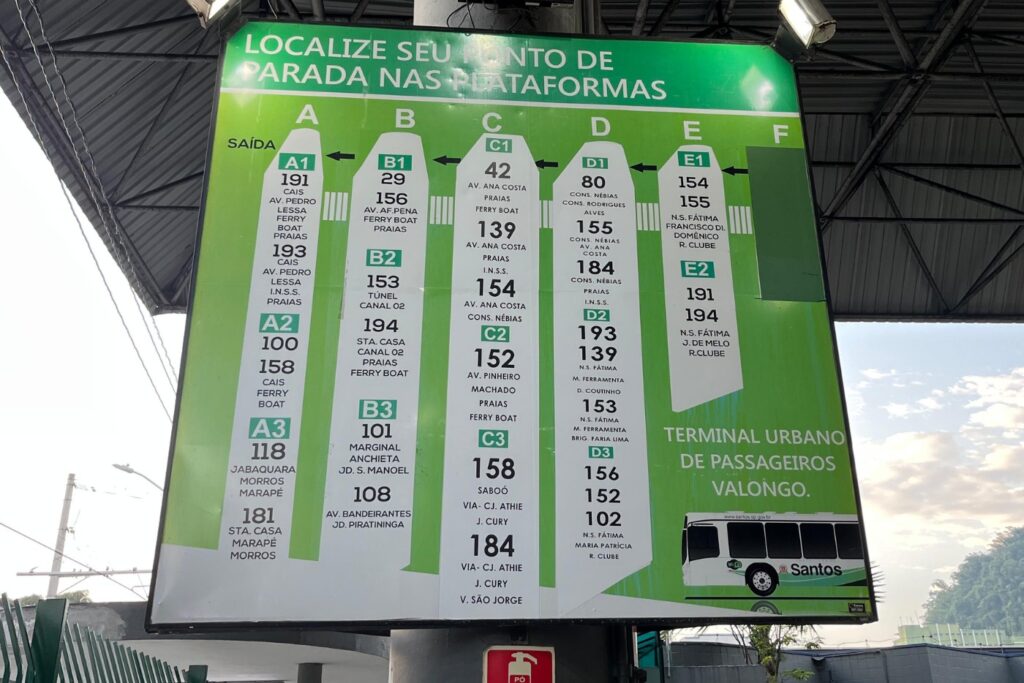 LOCALIZE SEU PONTO DE
PARADA NAS PLATAFORMAS
SAÍDA
A
A1
191
CAIS
AV. PEDRO
LESSA
FERRY
BOAT
PRAIAS
193
CAIS
AV. PEDRO
LESSA
I.N.S.S.
PRAIAS
A2
100
158
CAIS
FERRY
BOAT
A3
118
JABAQUARA
MORROS
MARAPÉ
181
STA. CASA
MARAPÉ
MORROS
B
B1
29
156
AV. AF.PENA
FERRY BOAT
PRAIAS
B2
153
TÚNEL
CANAL 02
194
STA. CASA
CANAL 02
PRAIAS
FERRY BOAT
B3
101
MARGINAL
ANCHIETA
JD. S. MANOEL
108
AV. BANDEIRANTES
JD. PIRATININGA
C
C1
42
AV. ANA COSTA
PRAIAS
FERRY BOAT
139
AV. ANA COSTA
PRAIAS
I.N.S.S.
154
AV. ANA COSTA
CONS. NÉBIAS
C2
152
AV. PINHEIRO
MACHADO
PRAIAS
FERRY BOAT
C3
158
SABOÓ
VIA- CJ. ATHIE
J. CURY
184
VIA- CJ. ATHIE
J. CURY
V. SÃO JORGE
D
D1
80
CONS. NÉBIAS
CONS. RODRIGUES
ALVES
155
CONS. NÉBIAS
AV. ANA
COSTA
184
CONS. NÉBIAS
PRAIAS
I.N.S.S.
D2
193
139
N.S. FÁTIMA
M. FERRAMENTA
D. COUTINHO
153
N.S. FÁTIMA
M. FERRAMENTA
BRIG. FARIA LIMA
D3
156
152
102
N.S. FÁTIMA
MARIA PATRÍCIA
R. CLUBE
E
E1
154
155
N.S. FÁTIMA
FRANCISCO DI
DOMÊNICO
R. CLUBE
E2
191
194
N.S. FÁTIMA
J. DE MELO
R.CLUBE
F
TERMINAL URBANO
DE PASSAGEIROS
VALONGO.
www.santos.sp.gov.br
Santos
PÓ